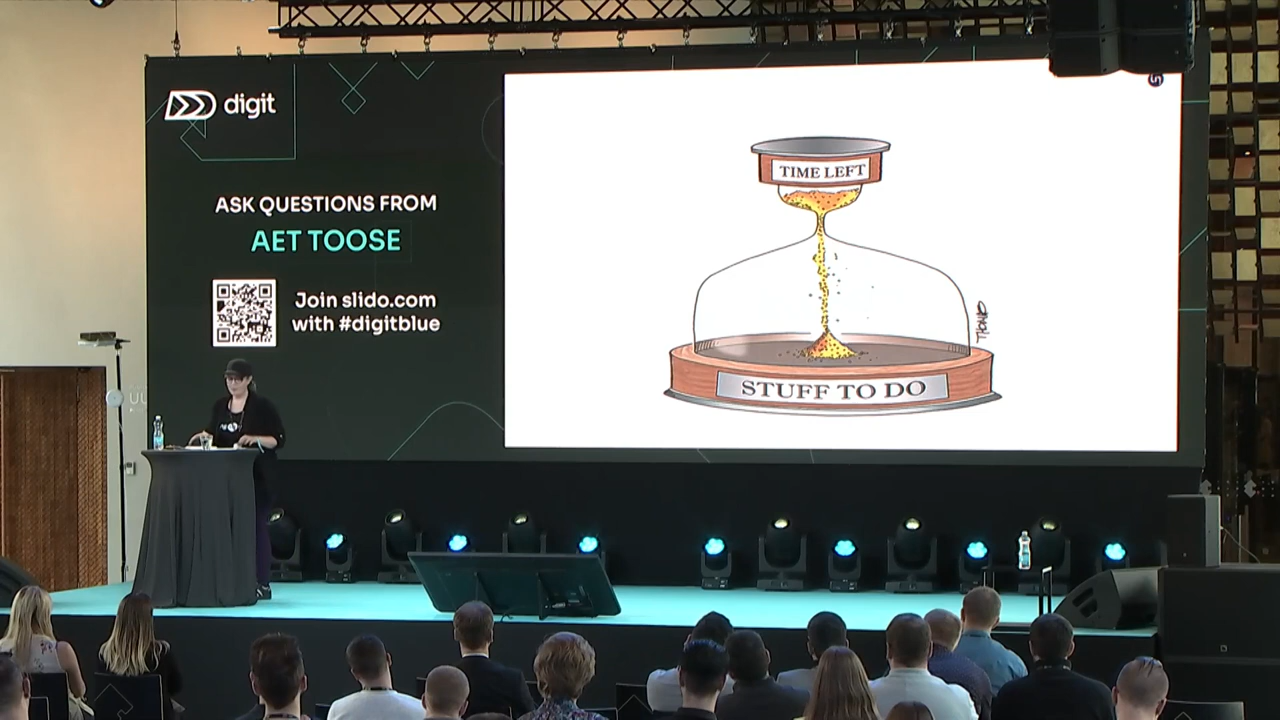 digit
ASK QUESTIONS FROM
AET TOOSE
Join slido.com
with #digitblue
TIME LEFT
STUFF TO DO